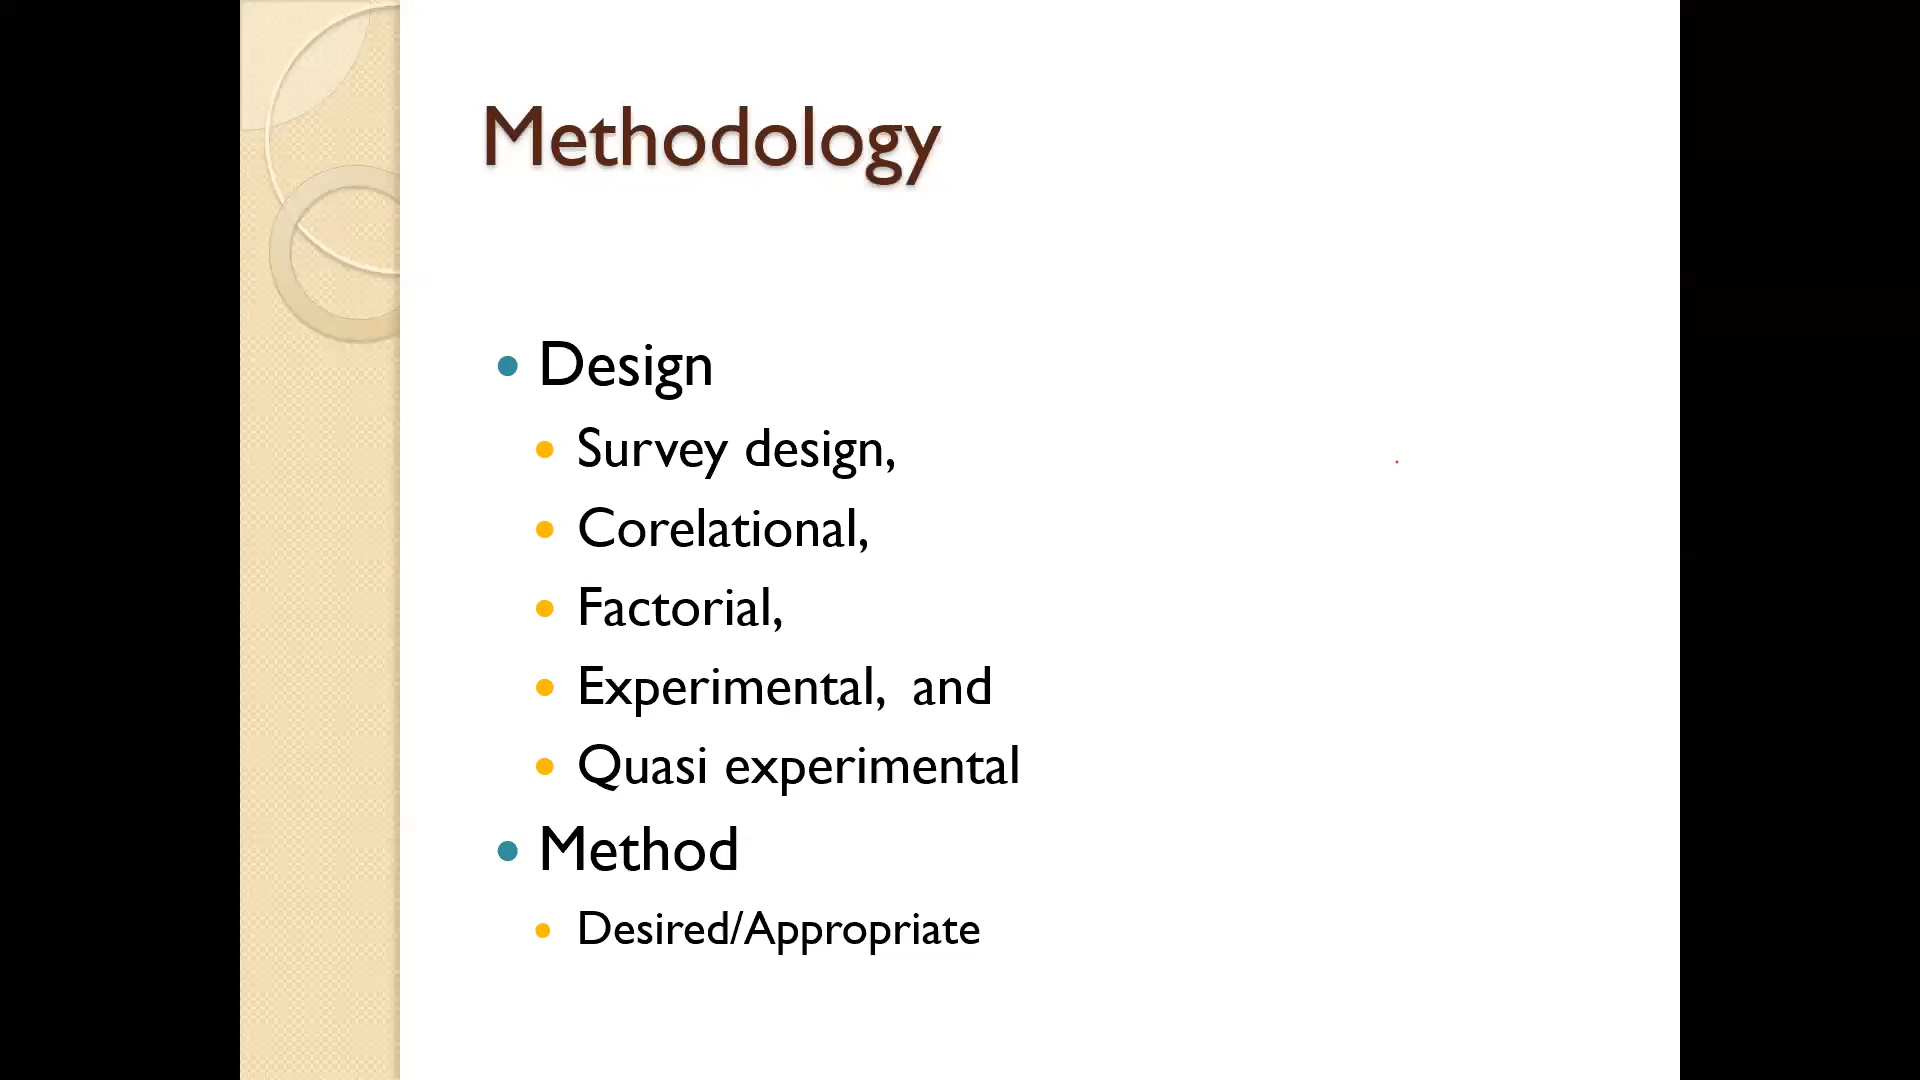 Methodology
Design
Survey design,
Corelational,
Factorial,
Experimental,  and
Quasi experimental
Method
Desired/Appropriate